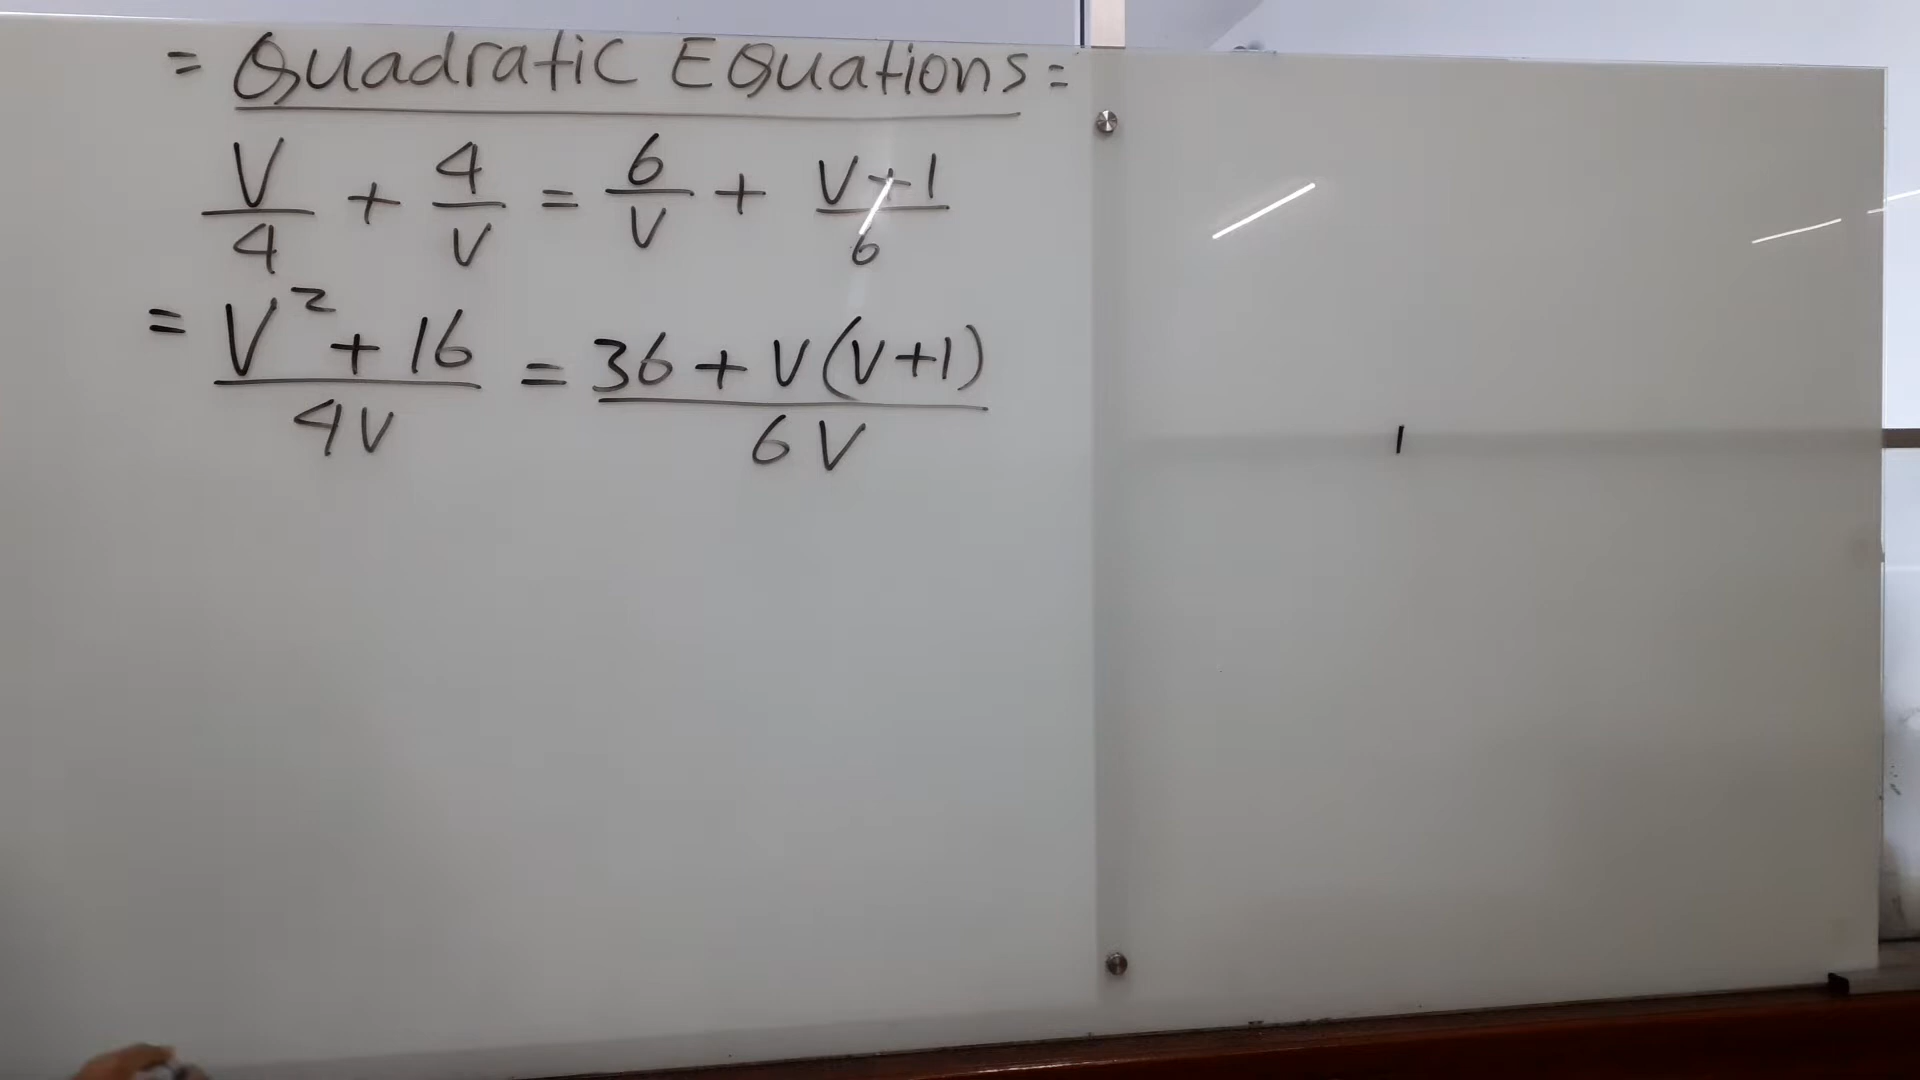 = Quadratic Equations =
V/4 + 4/V = 6/V + V+1/6
= V² + 16/4V = 36 + V(V+1)/6V